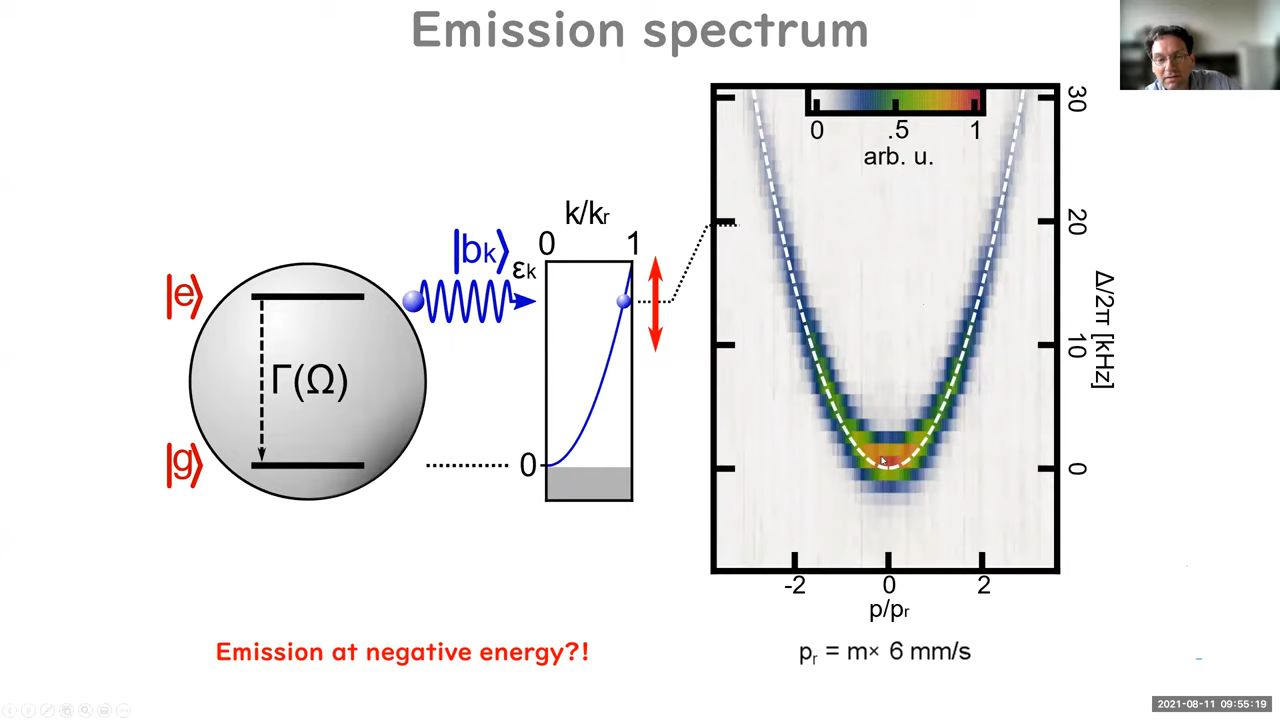 Emission spectrum
|e⟩
|g⟩
Γ(Ω)
|bk⟩
εk
k/kr
0 1
0
0 .5 1
arb. u.
30
20
10
0
Δ/2π [kHz]
-2 0 2
p/pr
pr = m× 6 mm/s
Emission at negative energy?!
2021-08-11 09:55:19